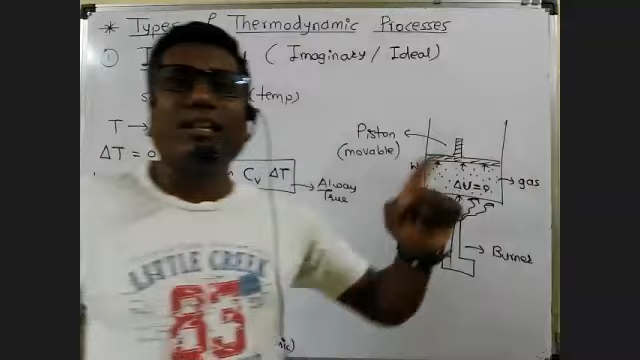 * Types of Thermodynamic Processes
① I ( Imaginary / Ideal )
(temp)
T →
ΔT = 0
Cᵥ ΔT → Always True
Piston
(movable)
ΔU = 0
→ gas
→ Burner
LITTLE CREEK
83